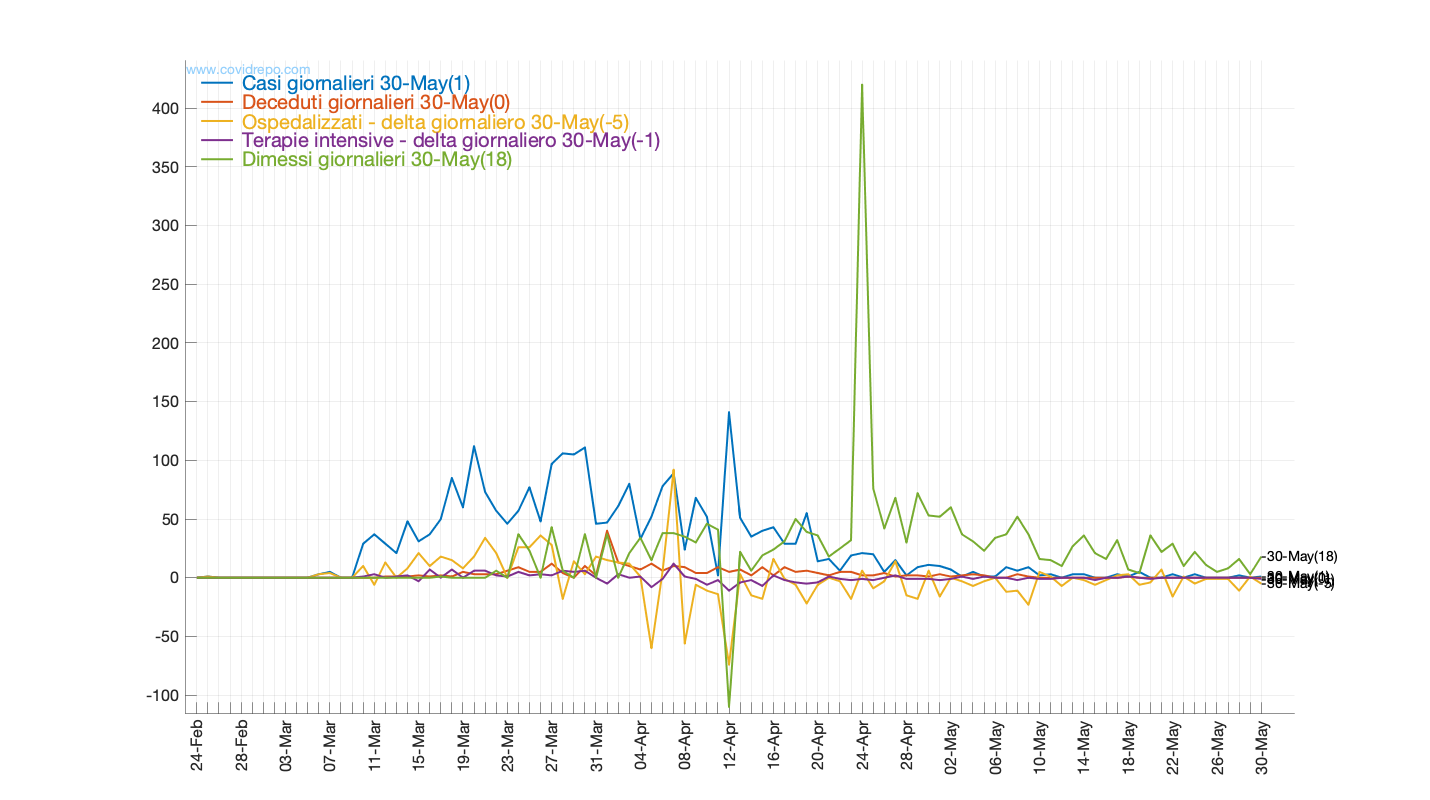 www.covidrepo.com
Casi giornalieri 30-May(1)
Deceduti giornalieri 30-May(0)
Ospedalizzati - delta giornaliero 30-May(-5)
Terapie intensive - delta giornaliero 30-May(-1)
Dimessi giornalieri 30-May(18)
400
350
300
250
200
150
100
50
0
-50
-100
30-May(18)
24-Feb
28-Feb
03-Mar
07-Mar
11-Mar
15-Mar
19-Mar
23-Mar
27-Mar
31-Mar
04-Apr
08-Apr
12-Apr
16-Apr
20-Apr
24-Apr
28-Apr
02-May
06-May
10-May
14-May
18-May
22-May
26-May
30-May